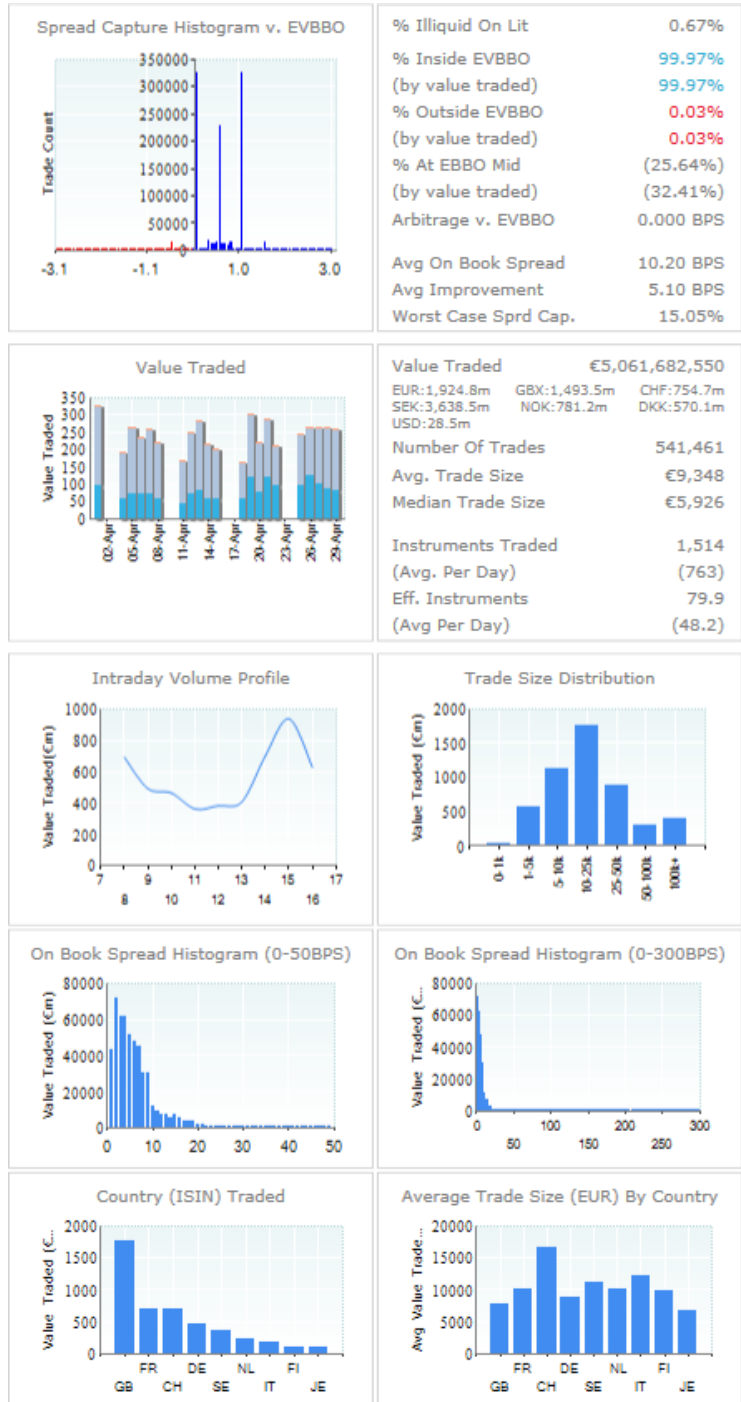 Spread Capture Histogram v. EVBBO
Trade Count
350000
300000
250000
200000
150000
100000
50000
0
-3.1 -1.1 1.0 3.0
% Illiquid On Lit 0.67%
% Inside EVBBO 99.97%
(by value traded) 99.97%
% Outside EVBBO 0.03%
(by value traded) 0.03%
% At EBBO Mid (25.64%)
(by value traded) (32.41%)
Arbitrage v. EVBBO 0.000 BPS
Avg On Book Spread 10.20 BPS
Avg Improvement 5.10 BPS
Worst Case Sprd Cap. 15.05%
Value Traded
Value Traded
350
300
250
200
150
100
50
0
02-Apr 05-Apr 08-Apr 11-Apr 14-Apr 17-Apr 20-Apr 23-Apr 26-Apr 29-Apr
Value Traded €5,061,682,550
EUR:1,924.8m GBX:1,493.5m CHF:754.7m
SEK:3,638.5m NOK:781.2m DKK:570.1m
USD:28.5m
Number Of Trades 541,461
Avg. Trade Size €9,348
Median Trade Size €5,926
Instruments Traded 1,514
(Avg. Per Day) (763)
Eff. Instruments 79.9
(Avg Per Day) (48.2)
Intraday Volume Profile
Value Traded(€m)
1000
800
600
400
200
0
7 9 11 13 15 17
8 10 12 14 16
Trade Size Distribution
Value Traded (€m)
2000
1500
1000
500
0
0-1k 1-5k 5-10k 10-25k 25-50k 50-100k 100k+
On Book Spread Histogram (0-50BPS)
Value Traded (€m)
80000
60000
40000
20000
0
0 10 20 30 40 50
On Book Spread Histogram (0-300BPS)
Value Traded (€...
80000
60000
40000
20000
0
0 100 200 300
50 150 250
Country (ISIN) Traded
Value Traded (€...
2000
1500
1000
500
0
FR DE NL FI
GB CH SE IT JE
Average Trade Size (EUR) By Country
Avg Value Trade...
20000
15000
10000
5000
0
FR DE NL FI
GB CH SE IT JE